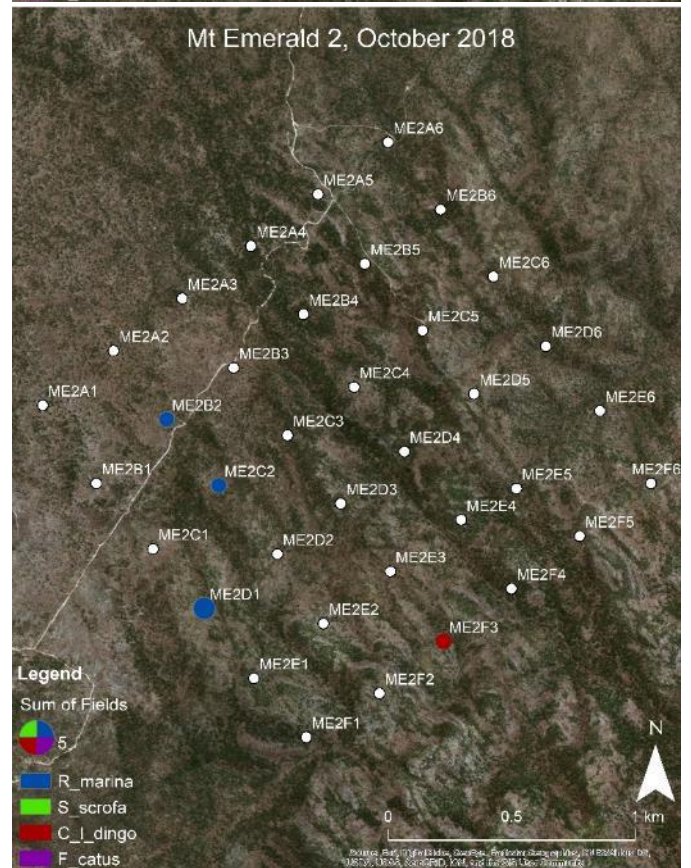 Mt Emerald 2, October 2018
ME2A6
ME2A5
ME2B6
ME2A4
ME2B5
ME2C6
ME2A3
ME2B4
ME2C5
ME2A2
ME2D6
ME2B3
ME2C4
ME2D5
ME2A1
ME2B2
ME2E6
ME2C3
ME2D4
ME2B1
ME2C2
ME2E5
ME2F6
ME2D3
ME2E4
ME2C1
ME2D2
ME2F5
ME2E3
ME2D1
ME2F4
ME2E2
ME2F3
ME2E1
ME2F2
ME2F1
Legend
Sum of Fields
5
R_marina
S_scrofa
C_l_dingo
F_catus
N
0 0.5 1 km